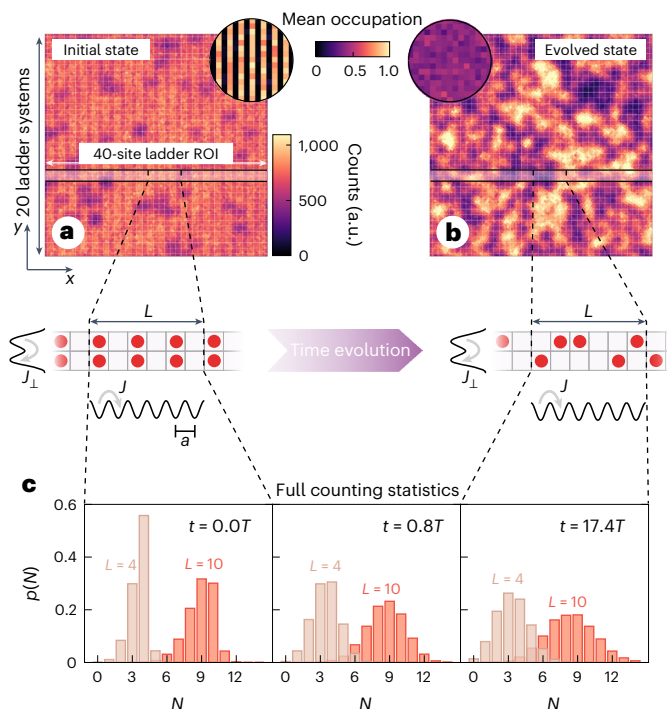 Mean occupation
Initial state
0
0.5
1.0
Evolved state
20 ladder systems
40-site ladder ROI
1,000
500
0
Counts (a.u.)
y
x
a
b
L
L
J⊥
Time evolution
J⊥
J
a
J
c
Full counting statistics
0.6
0.4
0.2
0
p(N)
t = 0.0T
L = 4
L = 10
t = 0.8T
L = 4
L = 10
t = 17.4T
L = 4
L = 10
0 3 6 9 12
0 3 6 9 12
0 3 6 9 12
N
N
N